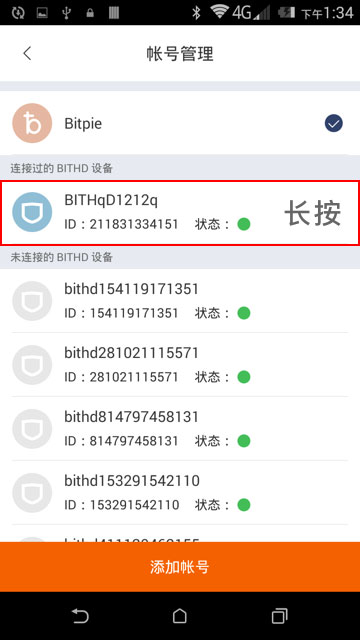 4G 下午1:34
帐号管理
Bitpie
连接过的 BITHD 设备
BITHqD1212q
ID：211831334151 状态：
长按
未连接的 BITHD 设备
bithd154119171351
ID：154119171351 状态：
bithd281021115571
ID：281021115571 状态：
bithd814797458131
ID：814797458131 状态：
bithd153291542110
ID：153291542110 状态：
添加帐号